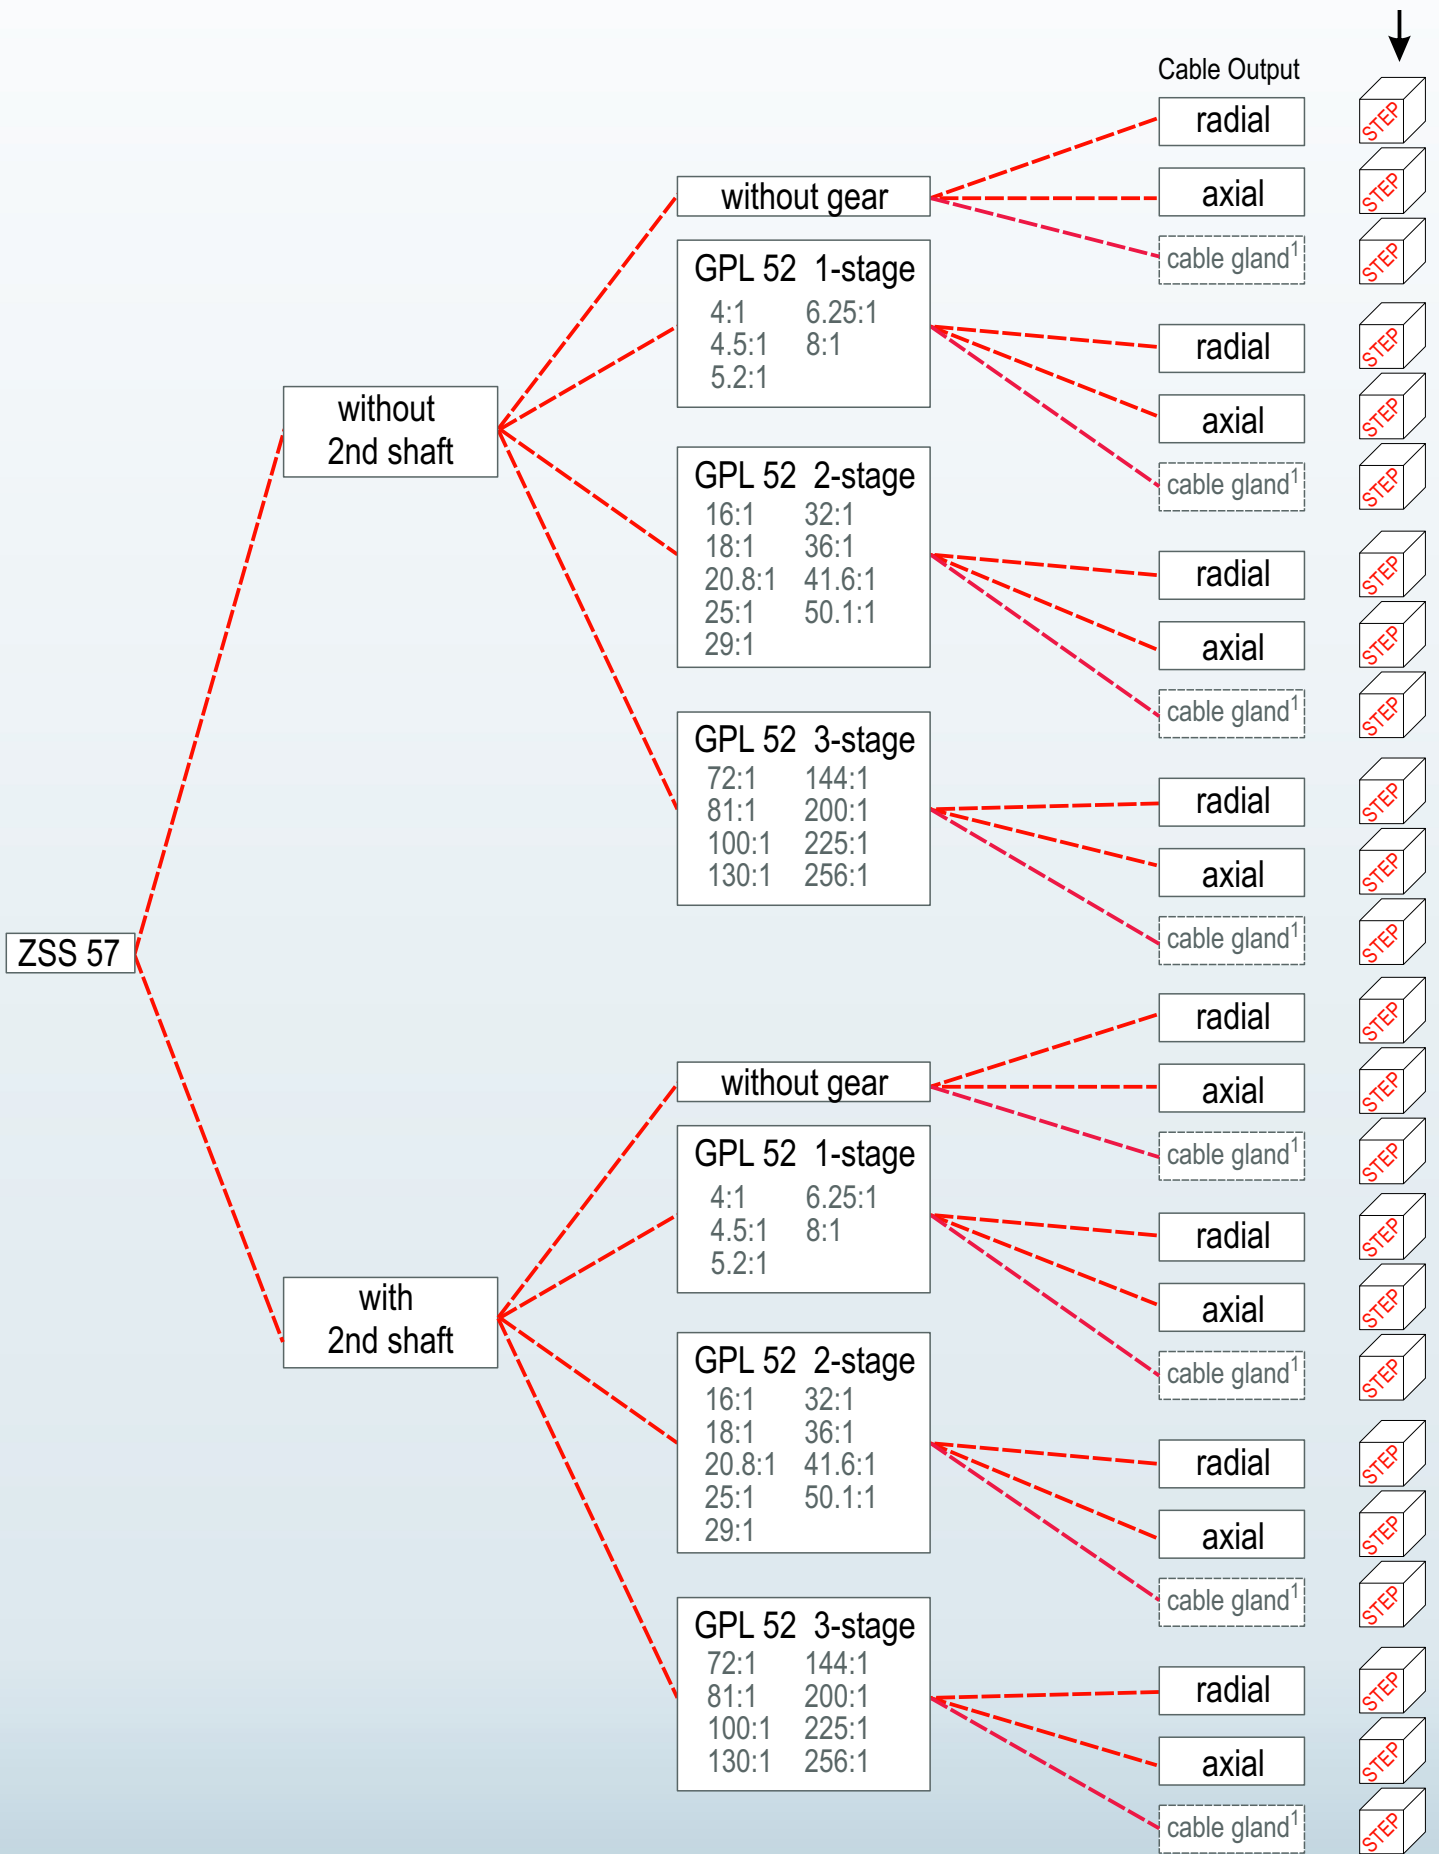 Cable Output
radial STEP
axial STEP
without gear
cable gland¹ STEP
GPL 52 1-stage
4:1 6.25:1
4.5:1 8:1
5.2:1
radial STEP
axial STEP
cable gland¹ STEP
without
2nd shaft
GPL 52 2-stage
16:1 32:1
18:1 36:1
20.8:1 41.6:1
25:1 50.1:1
29:1
radial STEP
axial STEP
cable gland¹ STEP
GPL 52 3-stage
72:1 144:1
81:1 200:1
100:1 225:1
130:1 256:1
radial STEP
axial STEP
cable gland¹ STEP
ZSS 57
radial STEP
without gear
axial STEP
cable gland¹ STEP
GPL 52 1-stage
4:1 6.25:1
4.5:1 8:1
5.2:1
radial STEP
axial STEP
cable gland¹ STEP
with
2nd shaft
GPL 52 2-stage
16:1 32:1
18:1 36:1
20.8:1 41.6:1
25:1 50.1:1
29:1
radial STEP
axial STEP
cable gland¹ STEP
GPL 52 3-stage
72:1 144:1
81:1 200:1
100:1 225:1
130:1 256:1
radial STEP
axial STEP
cable gland¹ STEP